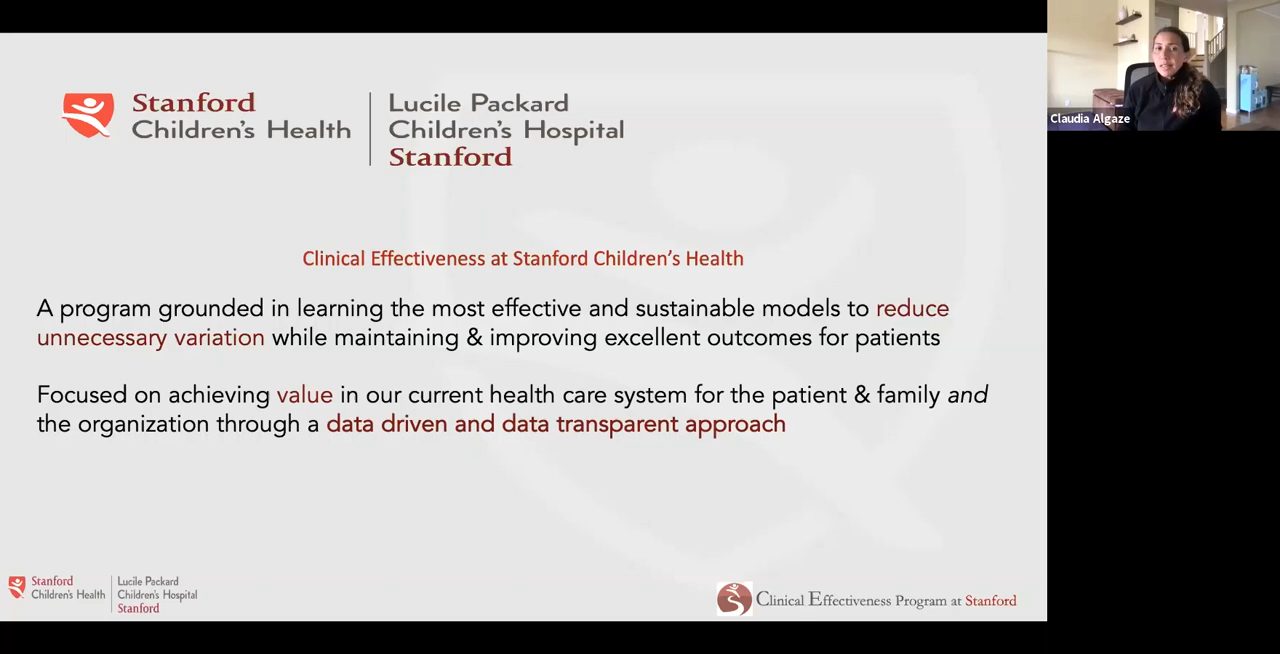 Stanford
Children's Health
Lucile Packard
Children's Hospital
Stanford
Claudia Algaze
Clinical Effectiveness at Stanford Children's Health
A program grounded in learning the most effective and sustainable models to reduce
unnecessary variation while maintaining & improving excellent outcomes for patients
Focused on achieving value in our current health care system for the patient & family and
the organization through a data driven and data transparent approach
Stanford
Children's Health
Lucile Packard
Children's Hospital
Stanford
Clinical Effectiveness Program at Stanford